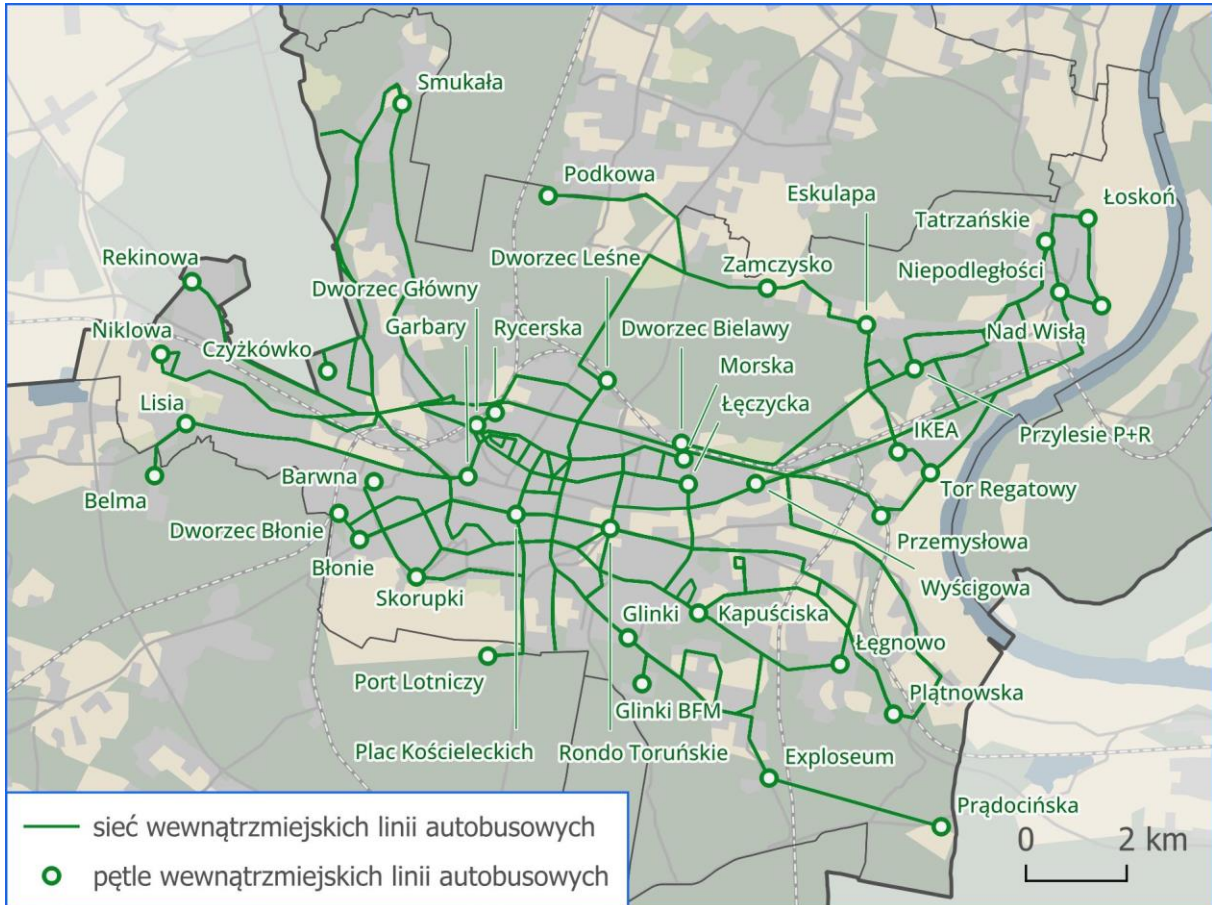 Smukała
Podkowa
Eskulapa
Łoskoń
Tatrzańskie
Rekinowa
Dworzec Leśne
Zamczysko
Niepodległości
Dworzec Główny
Niklowa
Garbary
Rycerska
Dworzec Bielawy
Nad Wisłą
Czyżkówko
Morska
Lisia
Łęczycka
IKEA
Przylesie P+R
Barwna
Belma
Tor Regatowy
Dworzec Błonie
Przemysłowa
Błonie
Wyścigowa
Skorupki
Glinki
Kapuściska
Łęgnowo
Port Lotniczy
Plątnowska
Glinki BFM
Plac Kościeleckich
Rondo Toruńskie
Exploseum
Prądocińska
sieć wewnątrzmiejskich linii autobusowych
pętle wewnątrzmiejskich linii autobusowych
0 2 km